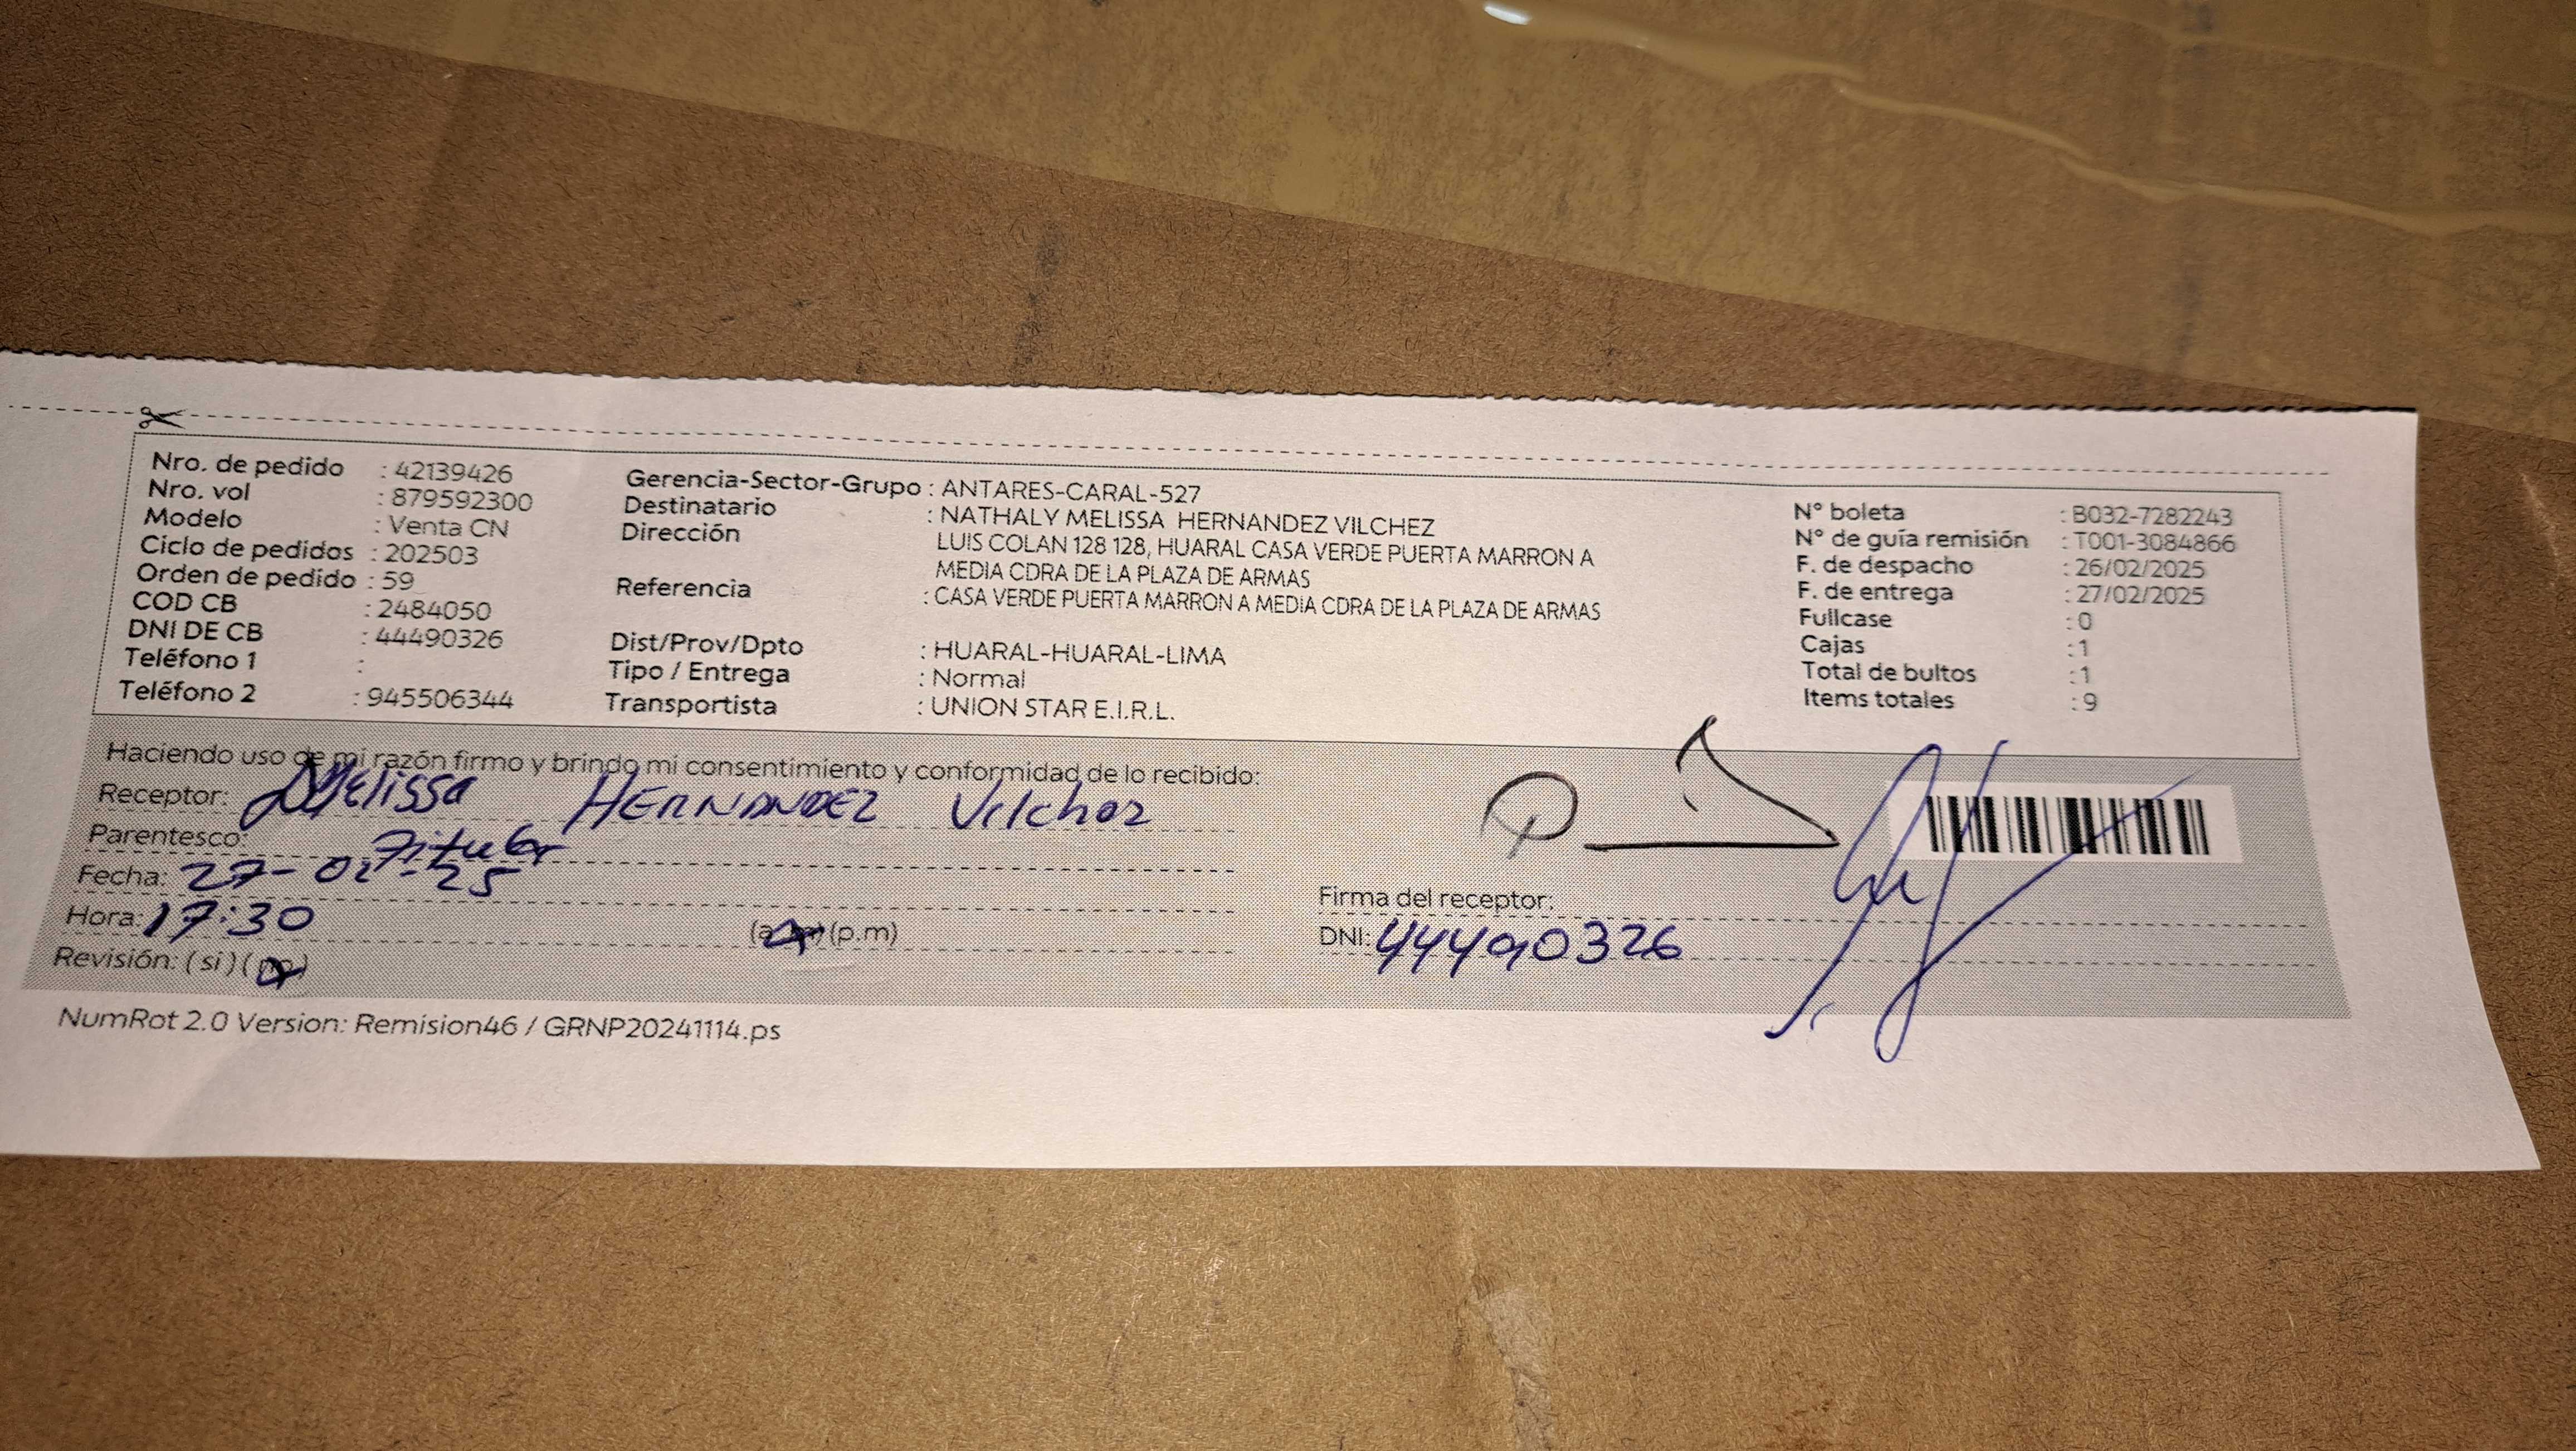 Nro. de pedido : 42139426
Nro. vol : 879592300
Modelo : Venta CN
Ciclo de pedidos : 202503
Orden de pedido : 59
COD CB : 2484050
DNI DE CB : 44490326
Teléfono 1 :
Teléfono 2 : 945506344
Gerencia-Sector-Grupo : ANTARES-CARAL-527
Destinatario : NATHALY MELISSA HERNANDEZ VILCHEZ
Dirección LUIS COLAN 128 128, HUARAL CASA VERDE PUERTA MARRON A
MEDIA CDRA DE LA PLAZA DE ARMAS
Referencia : CASA VERDE PUERTA MARRON A MEDIA CDRA DE LA PLAZA DE ARMAS
Dist/Prov/Dpto : HUARAL-HUARAL-LIMA
Tipo / Entrega : Normal
Transportista : UNION STAR E.I.R.L.
N° boleta : B032-7282243
N° de guía remisión : T001-3084866
F. de despacho : 26/02/2025
F. de entrega : 27/02/2025
Fullcase : 0
Cajas : 1
Total de bultos : 1
Items totales : 9
Haciendo uso de mi razón firmo y brindo mi consentimiento y conformidad de lo recibido:
Receptor: Melissa HERNANDEZ Vilchez
Parentesco: Titular
Fecha: 27-02-25
Hora: 17:30 (a.m) (p.m)
Revisión: (si) (no)
Firma del receptor:
DNI: 44490326
NumRot 2.0 Version: Remision46 / GRNP20241114.ps